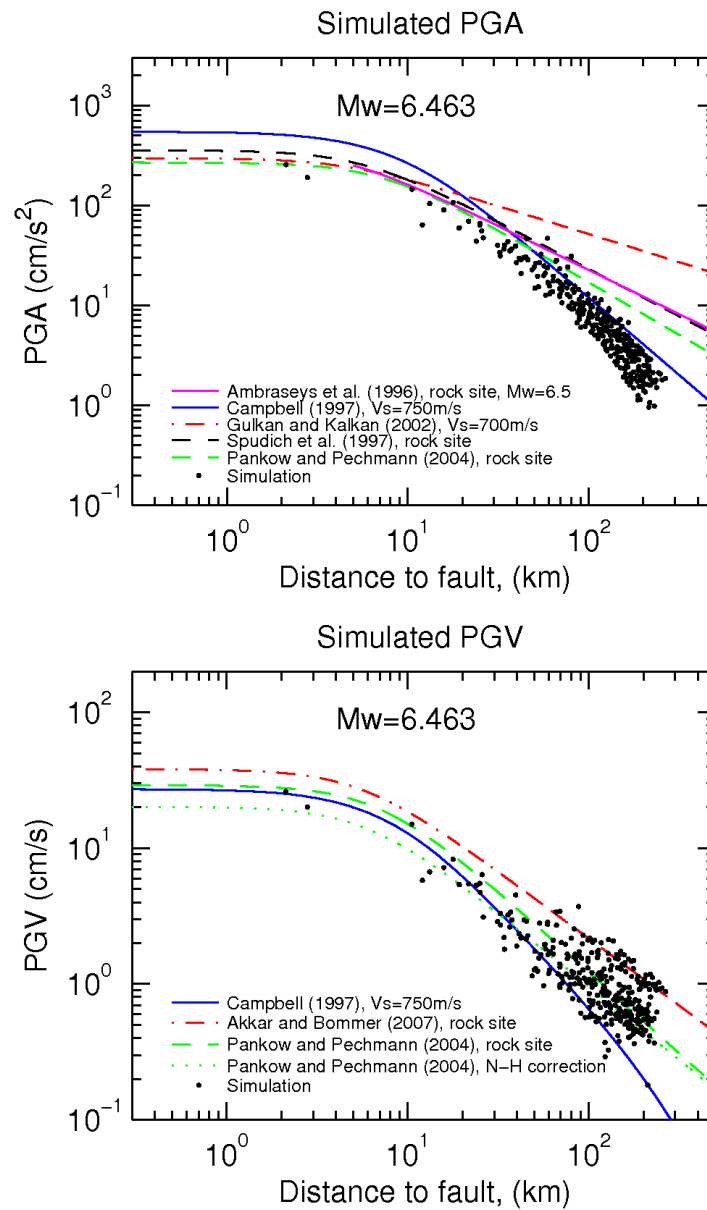 Simulated PGA
Mw=6.463
10³
10²
10¹
10⁰
10⁻¹
PGA (cm/s²)
Ambraseys et al. (1996), rock site, Mw=6.5
Campbell (1997), Vs=750m/s
Gulkan and Kalkan (2002), Vs=700m/s
Spudich et al. (1997), rock site
Pankow and Pechmann (2004), rock site
Simulation
10⁰ 10¹ 10²
Distance to fault, (km)
Simulated PGV
Mw=6.463
10²
10¹
10⁰
10⁻¹
PGV (cm/s)
Campbell (1997), Vs=750m/s
Akkar and Bommer (2007), rock site
Pankow and Pechmann (2004), rock site
Pankow and Pechmann (2004), N−H correction
Simulation
10⁰ 10¹ 10²
Distance to fault, (km)